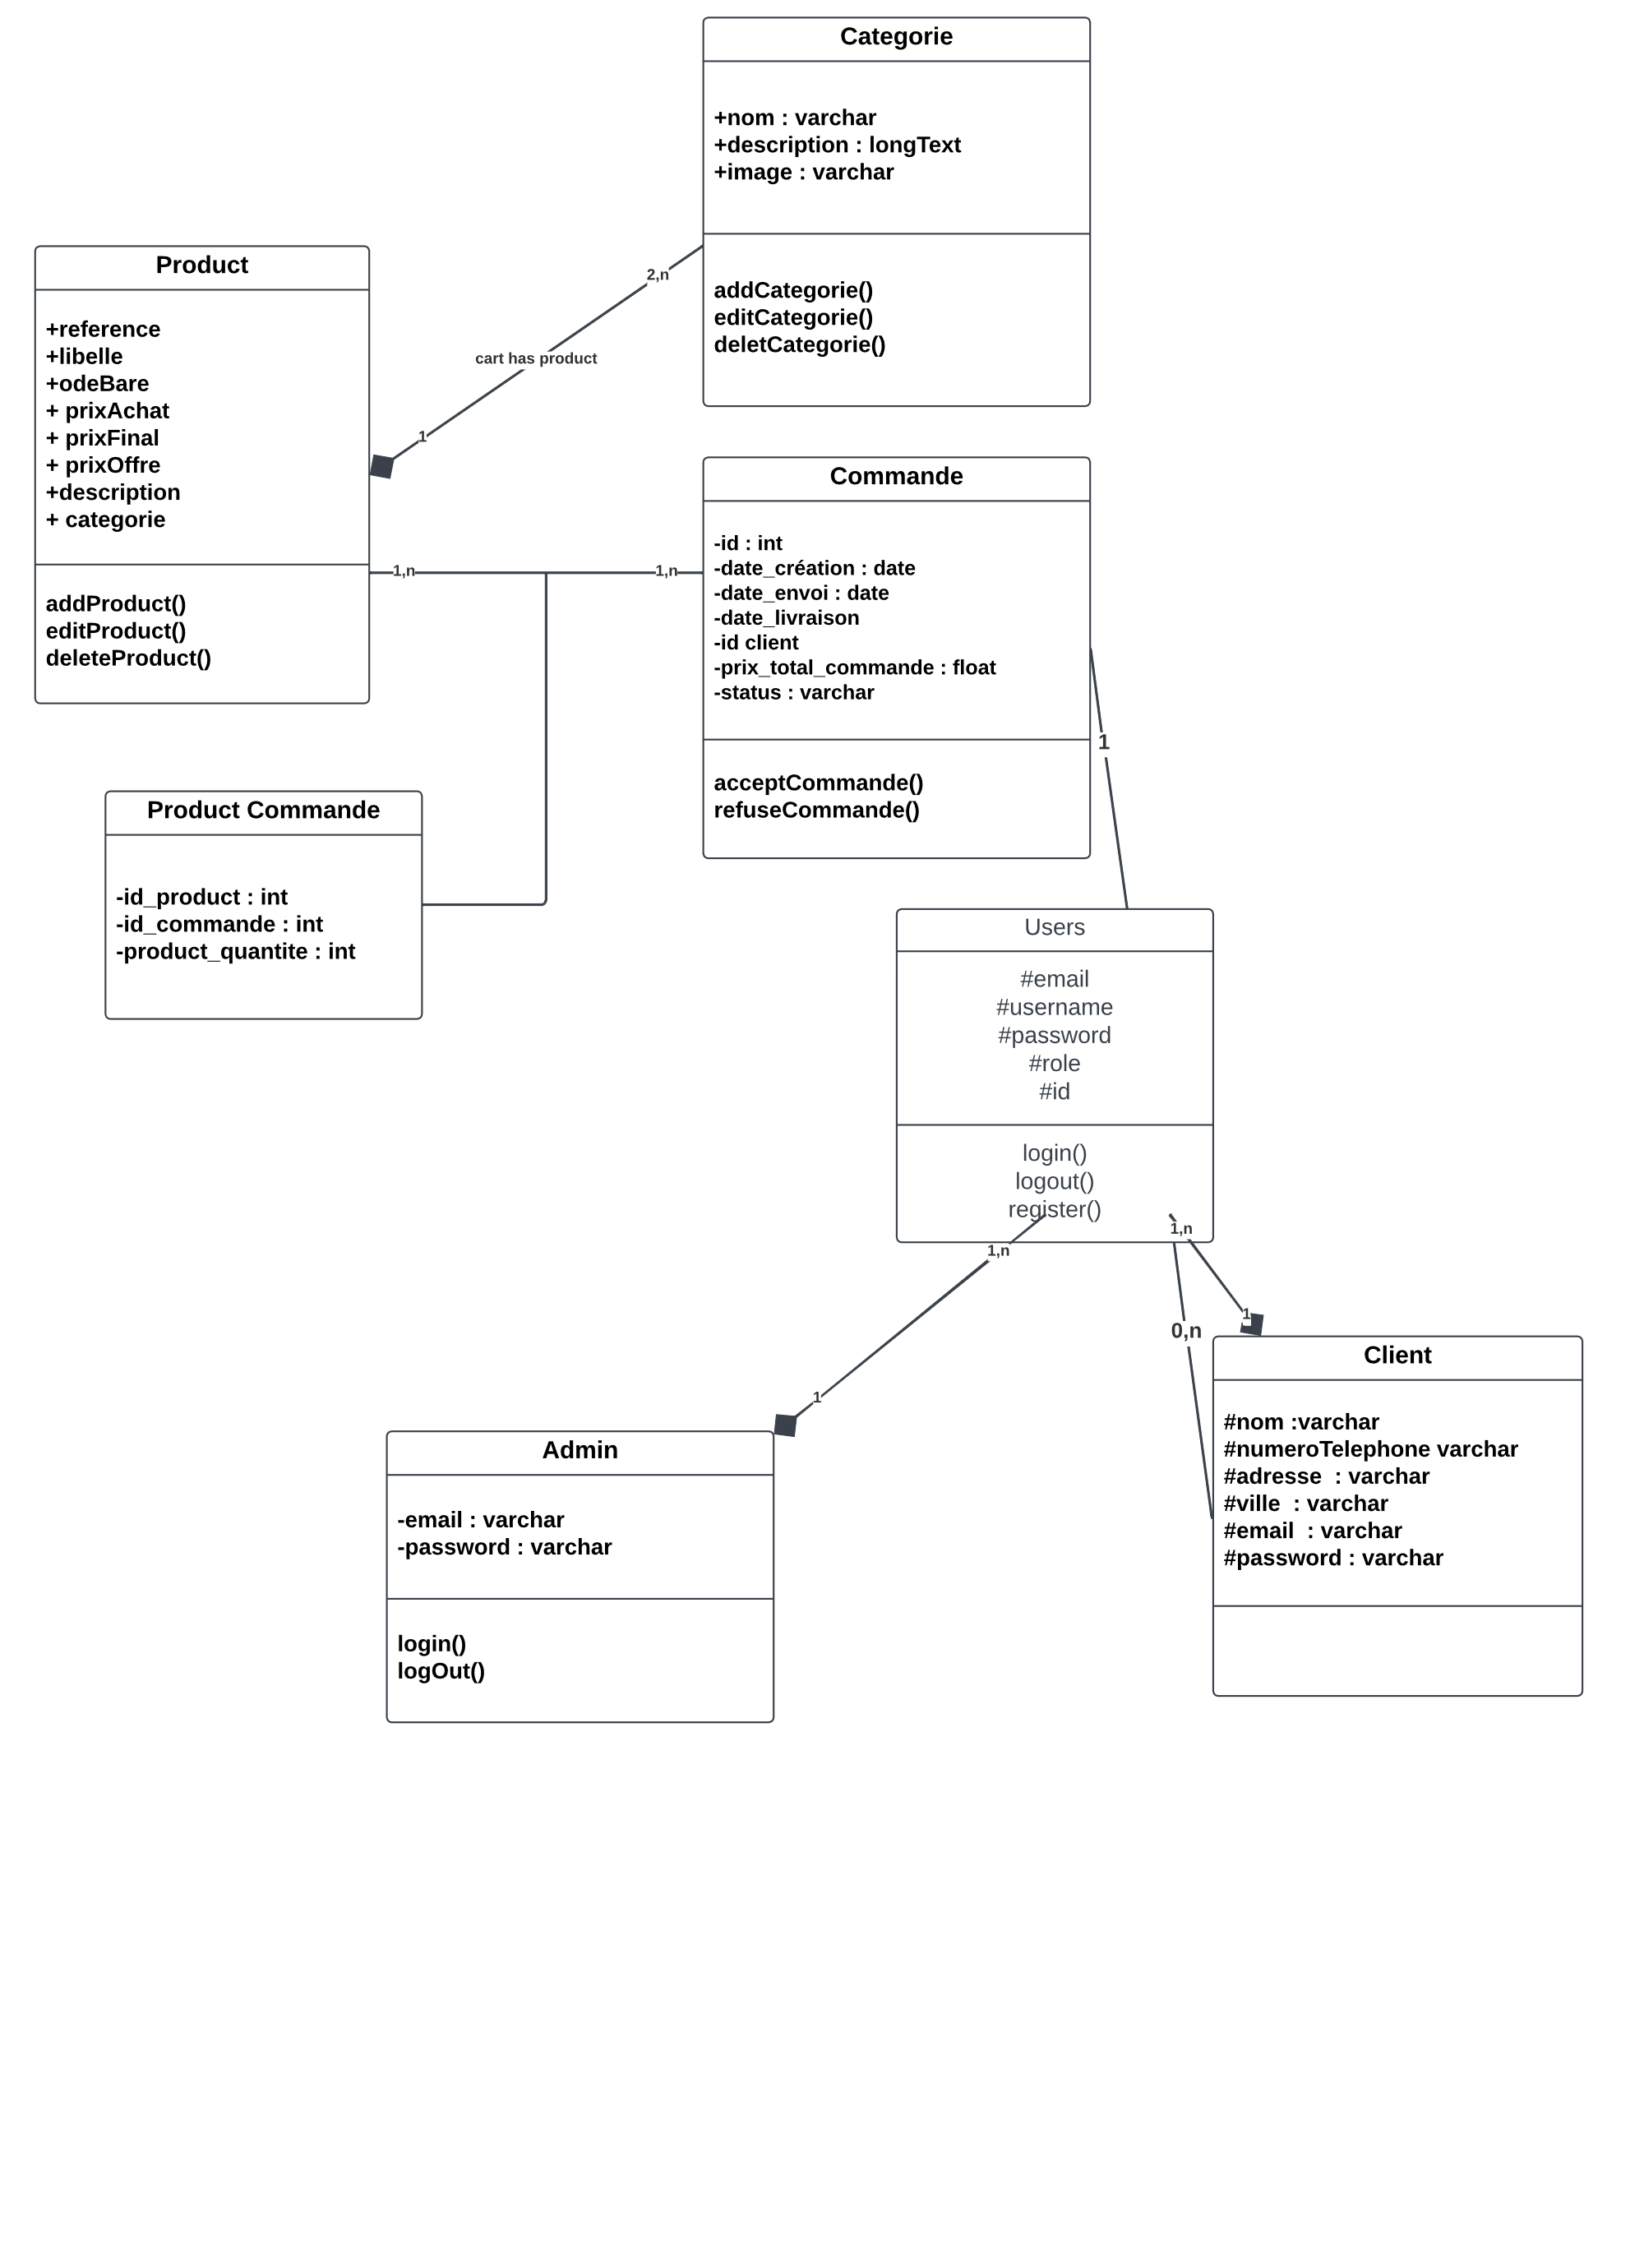 Categorie
+nom : varchar
+description : longText
+image : varchar
addCategorie()
editCategorie()
deletCategorie()
Product
+reference
+libelle
+odeBare
+ prixAchat
+ prixFinal
+ prixOffre
+description
+ categorie
addProduct()
editProduct()
deleteProduct()
2,n
cart has product
1
Commande
-id : int
-date_création : date
-date_envoi : date
-date_livraison
-id client
-prix_total_commande : float
-status : varchar
acceptCommande()
refuseCommande()
1,n
1,n
1
Product Commande
-id_product : int
-id_commande : int
-product_quantite : int
Users
#email
#username
#password
#role
#id
login()
logout()
register()
1,n
1,n
1
0,n
1
Client
#nom :varchar
#numeroTelephone varchar
#adresse  : varchar
#ville  : varchar
#email  : varchar
#password : varchar
Admin
-email : varchar
-password : varchar
login()
logOut()